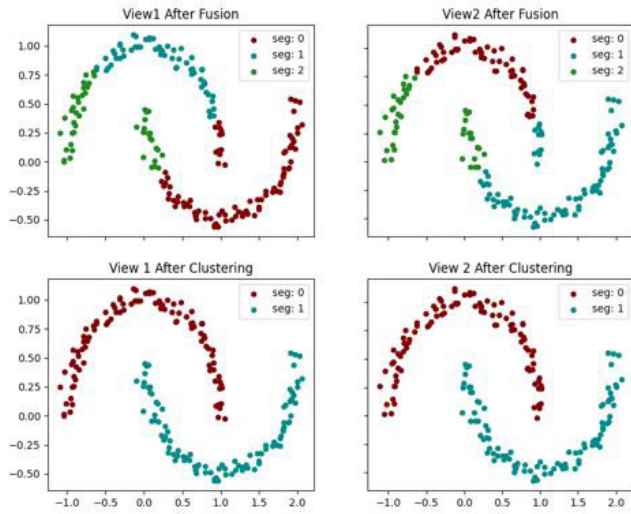 View1 After Fusion
1.00
0.75
0.50
0.25
0.00
−0.25
−0.50
seg: 0
seg: 1
seg: 2
View2 After Fusion
seg: 0
seg: 1
seg: 2
View 1 After Clustering
1.00
0.75
0.50
0.25
0.00
−0.25
−0.50
seg: 0
seg: 1
−1.0 −0.5 0.0 0.5 1.0 1.5 2.0
View 2 After Clustering
seg: 0
seg: 1
−1.0 −0.5 0.0 0.5 1.0 1.5 2.0